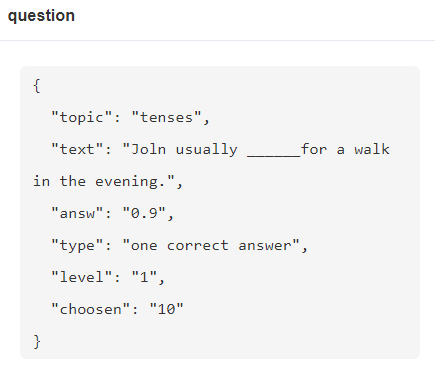 question
{
"topic": "tenses",
"text": "Joln usually ______for a walk
in the evening.",
"answ": "0.9",
"type": "one correct answer",
"level": "1",
"choosen": "10"
}